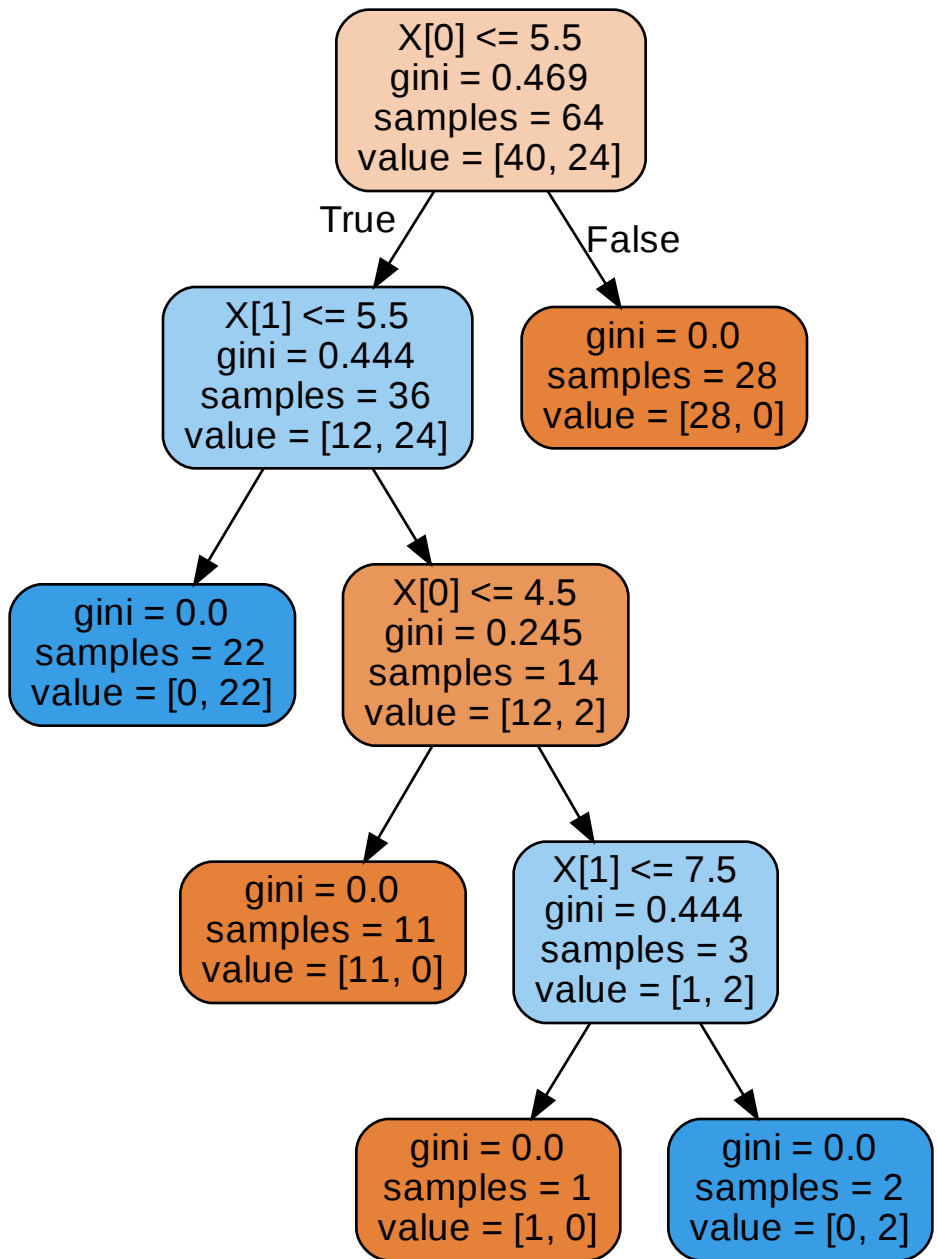 X[0] <= 5.5
gini = 0.469
samples = 64
value = [40, 24]
True
False
X[1] <= 5.5
gini = 0.444
samples = 36
value = [12, 24]
gini = 0.0
samples = 28
value = [28, 0]
gini = 0.0
samples = 22
value = [0, 22]
X[0] <= 4.5
gini = 0.245
samples = 14
value = [12, 2]
gini = 0.0
samples = 11
value = [11, 0]
X[1] <= 7.5
gini = 0.444
samples = 3
value = [1, 2]
gini = 0.0
samples = 1
value = [1, 0]
gini = 0.0
samples = 2
value = [0, 2]